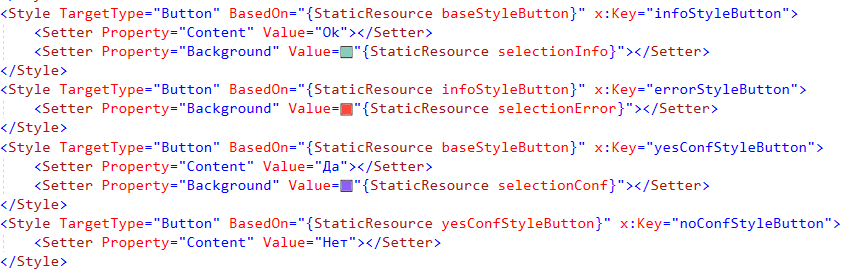 <Style TargetType="Button" BasedOn="{StaticResource baseStyleButton}" x:Key="infoStyleButton">
<Setter Property="Content" Value="Ok"></Setter>
<Setter Property="Background" Value="{StaticResource selectionInfo}"></Setter>
</Style>
<Style TargetType="Button" BasedOn="{StaticResource infoStyleButton}" x:Key="errorStyleButton">
<Setter Property="Background" Value="{StaticResource selectionError}"></Setter>
</Style>
<Style TargetType="Button" BasedOn="{StaticResource baseStyleButton}" x:Key="yesConfStyleButton">
<Setter Property="Content" Value="Да"></Setter>
<Setter Property="Background" Value="{StaticResource selectionConf}"></Setter>
</Style>
<Style TargetType="Button" BasedOn="{StaticResource yesConfStyleButton}" x:Key="noConfStyleButton">
<Setter Property="Content" Value="Нет"></Setter>
</Style>